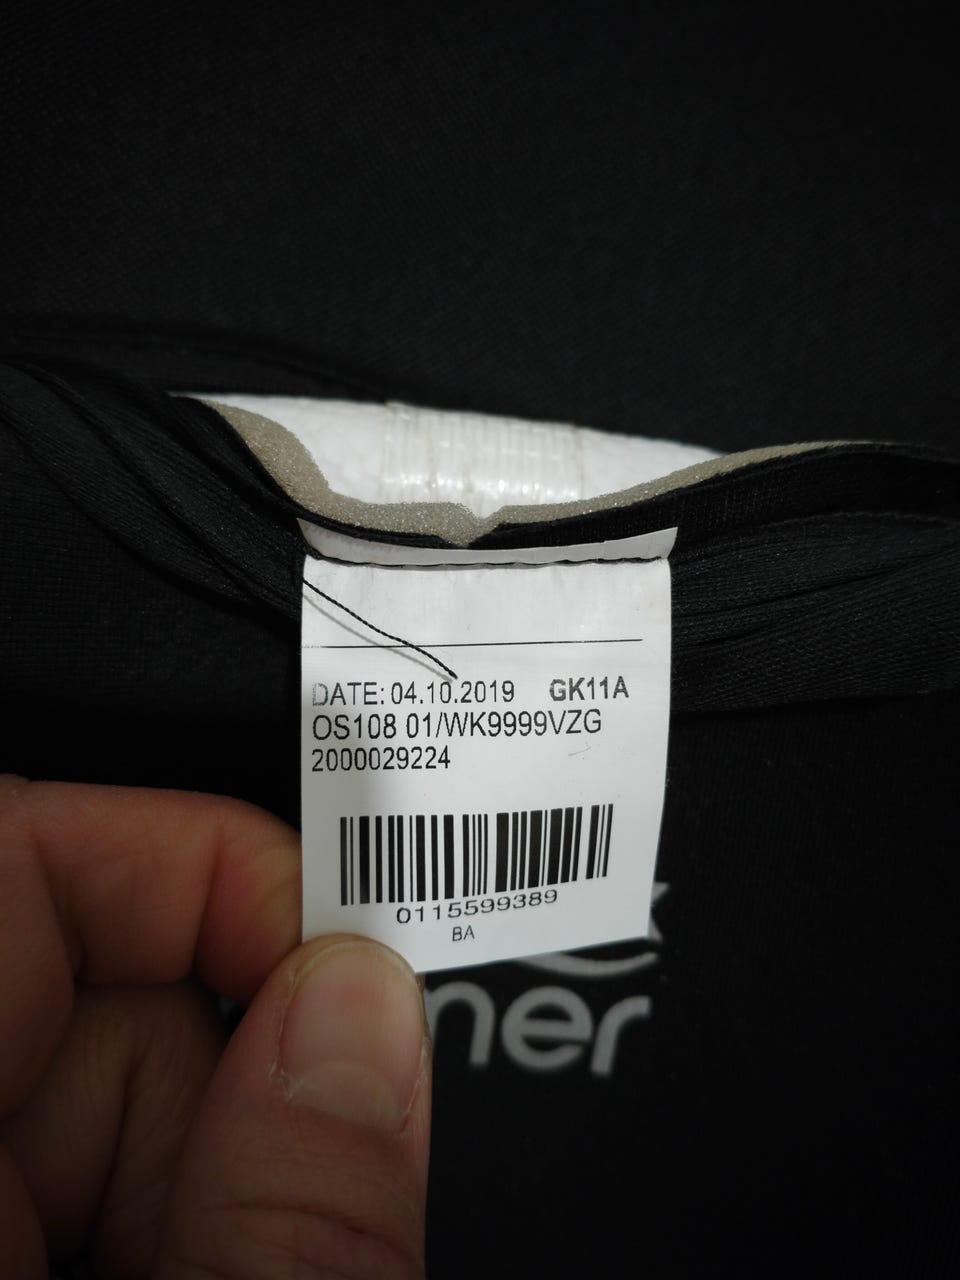 DATE: 04.10.2019 GK11A
OS108 01/WK9999VZG
2000029224
0115599389
BA